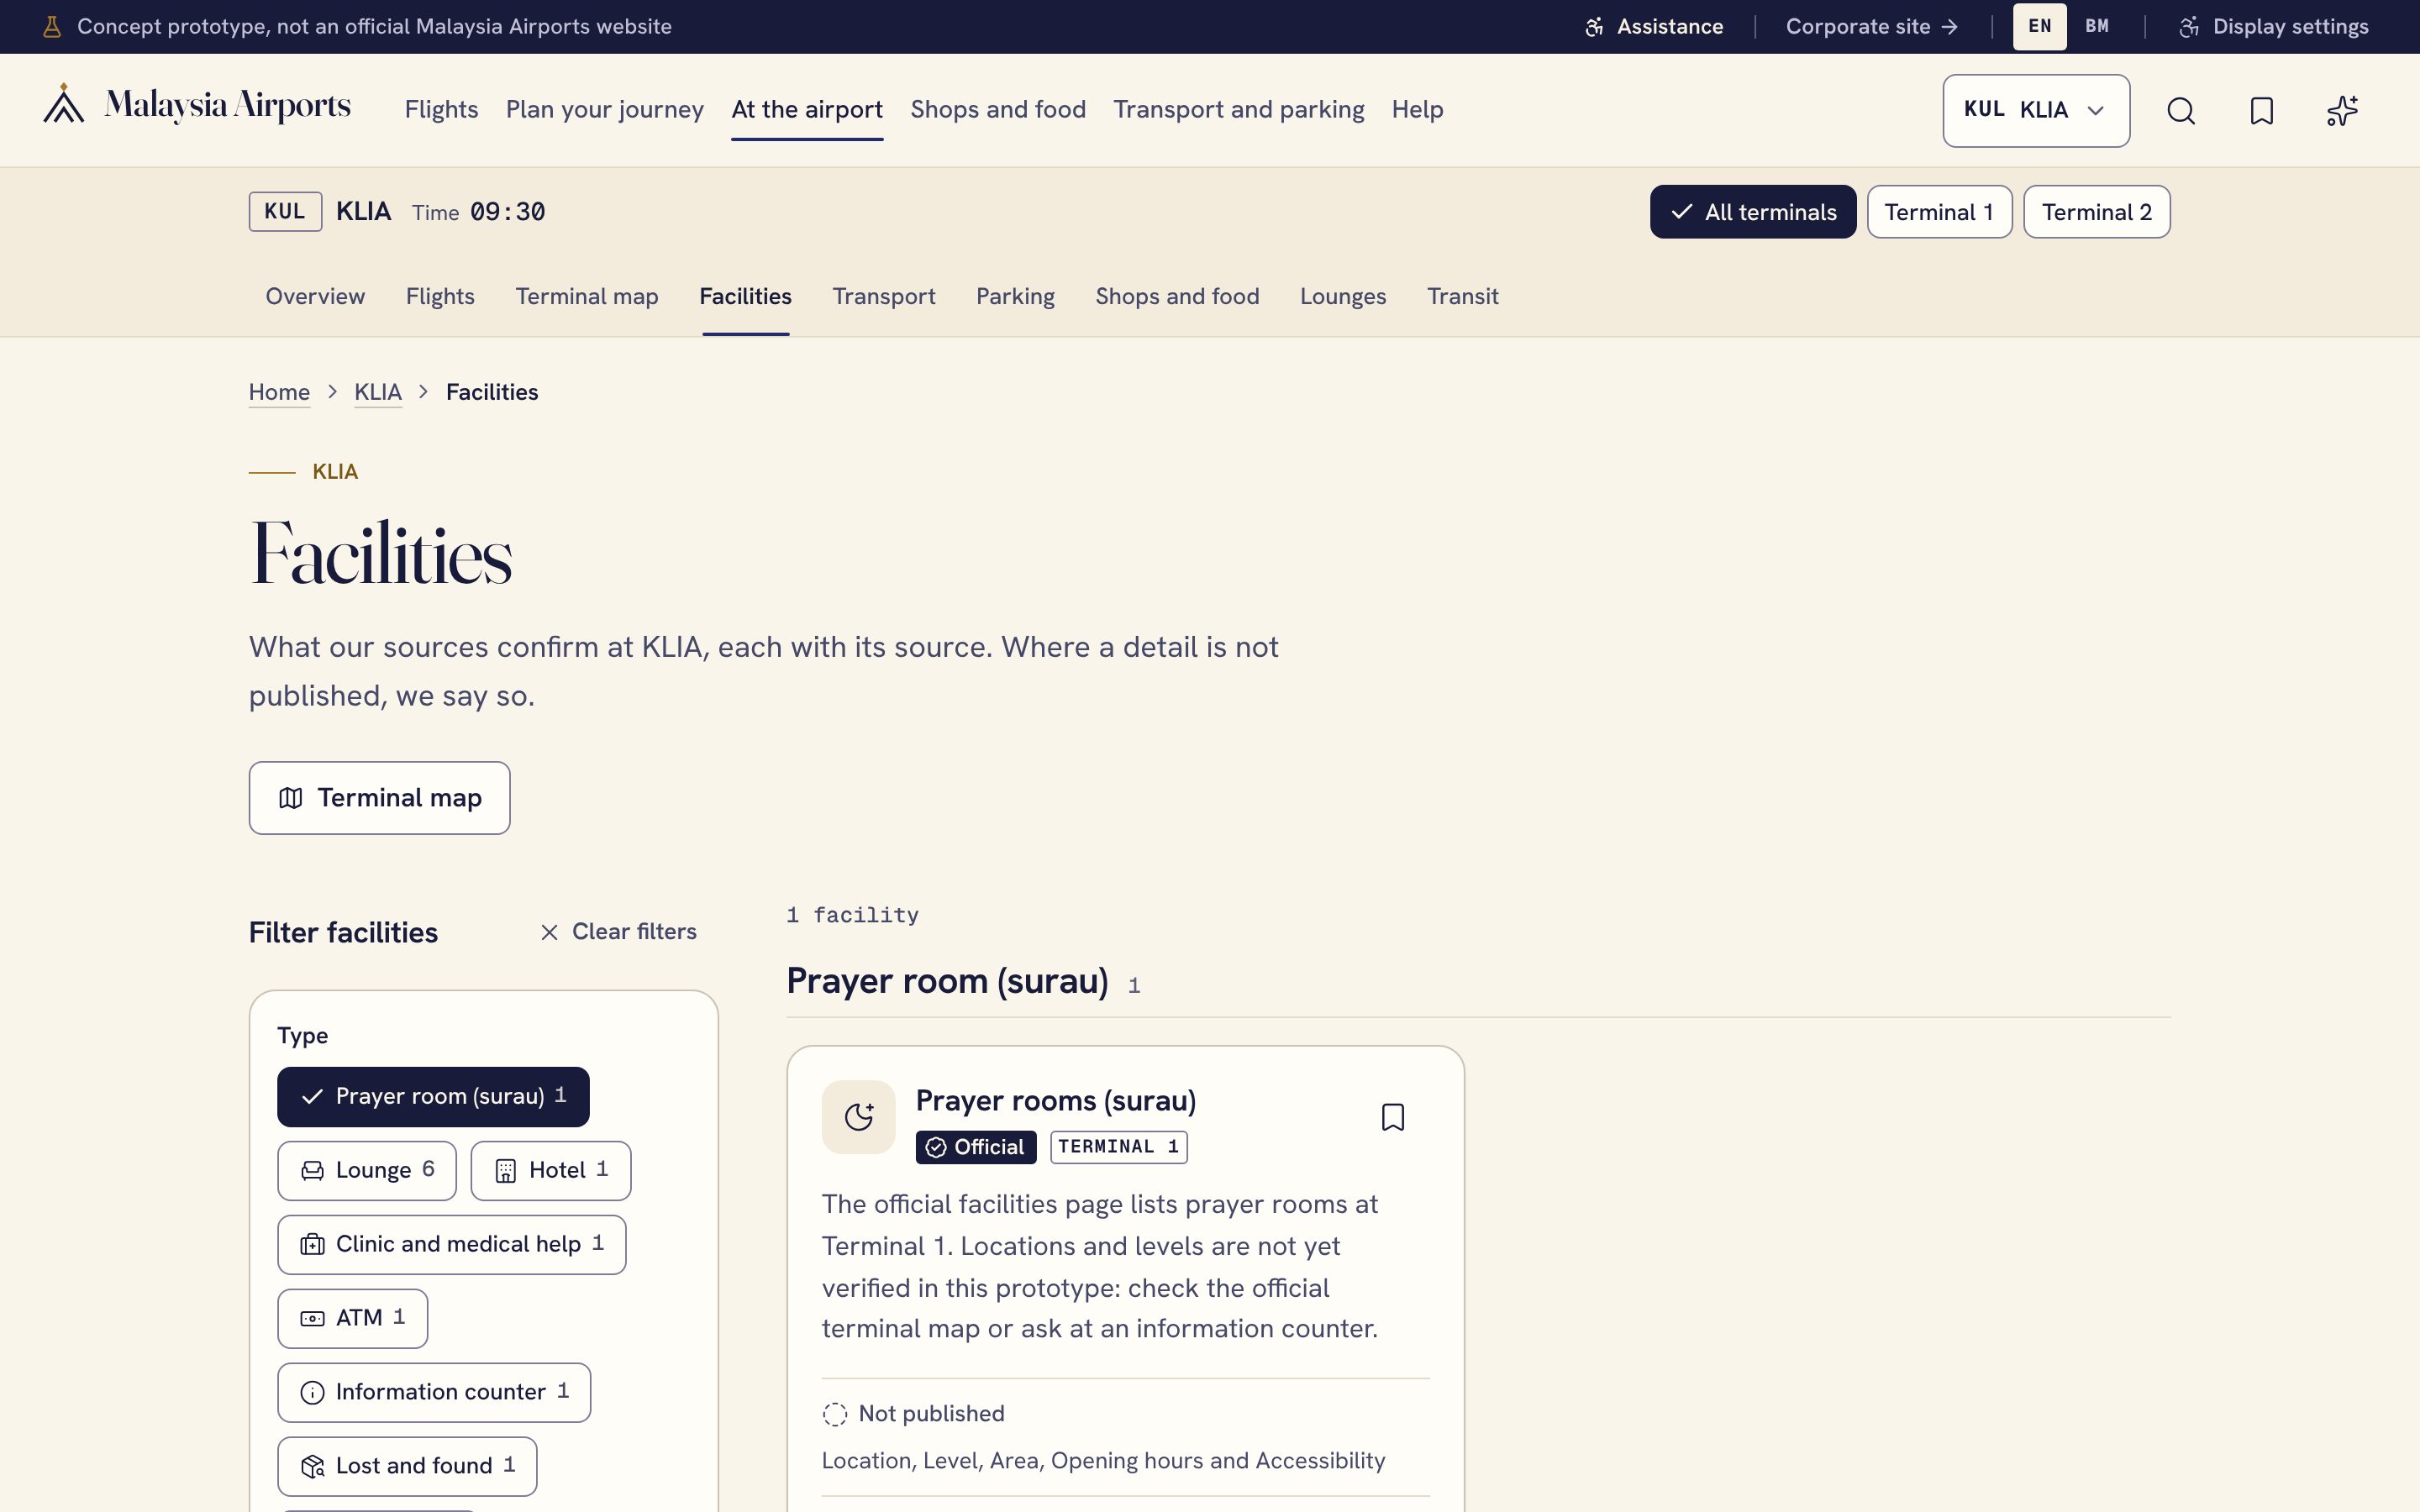 Concept prototype, not an official Malaysia Airports website
Assistance
Corporate site →
EN
BM
Display settings
Malaysia Airports
Flights
Plan your journey
At the airport
Shops and food
Transport and parking
Help
KUL KLIA
KUL KLIA Time 09:30
All terminals
Terminal 1
Terminal 2
Overview
Flights
Terminal map
Facilities
Transport
Parking
Shops and food
Lounges
Transit
Home > KLIA > Facilities
KLIA
Facilities
What our sources confirm at KLIA, each with its source. Where a detail is not
published, we say so.
Terminal map
Filter facilities
Clear filters
Type
Prayer room (surau) 1
Lounge 6
Hotel 1
Clinic and medical help 1
ATM 1
Information counter 1
Lost and found 1
1 facility
Prayer room (surau) 1
Prayer rooms (surau)
Official
TERMINAL 1
The official facilities page lists prayer rooms at
Terminal 1. Locations and levels are not yet
verified in this prototype: check the official
terminal map or ask at an information counter.
Not published
Location, Level, Area, Opening hours and Accessibility